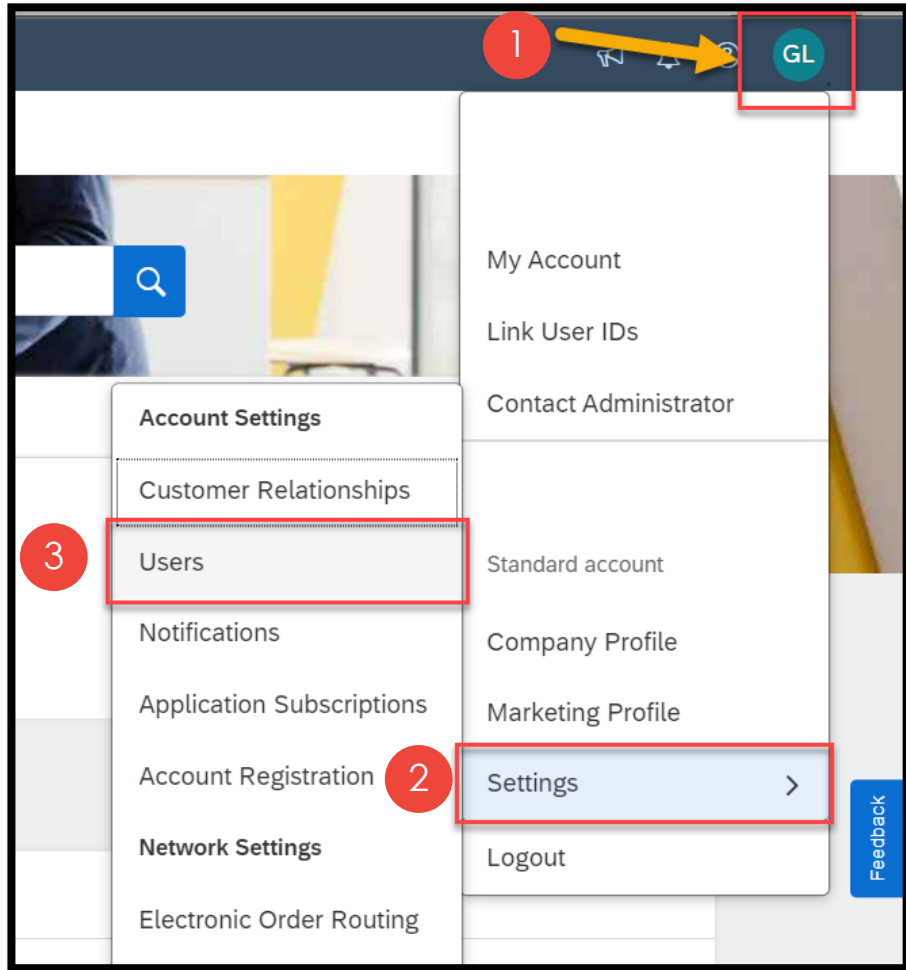 1
GL
My Account
Link User IDs
Contact Administrator
Standard account
Company Profile
Marketing Profile
2
Settings
Logout
Account Settings
Customer Relationships
3
Users
Notifications
Application Subscriptions
Account Registration
Network Settings
Electronic Order Routing
Feedback